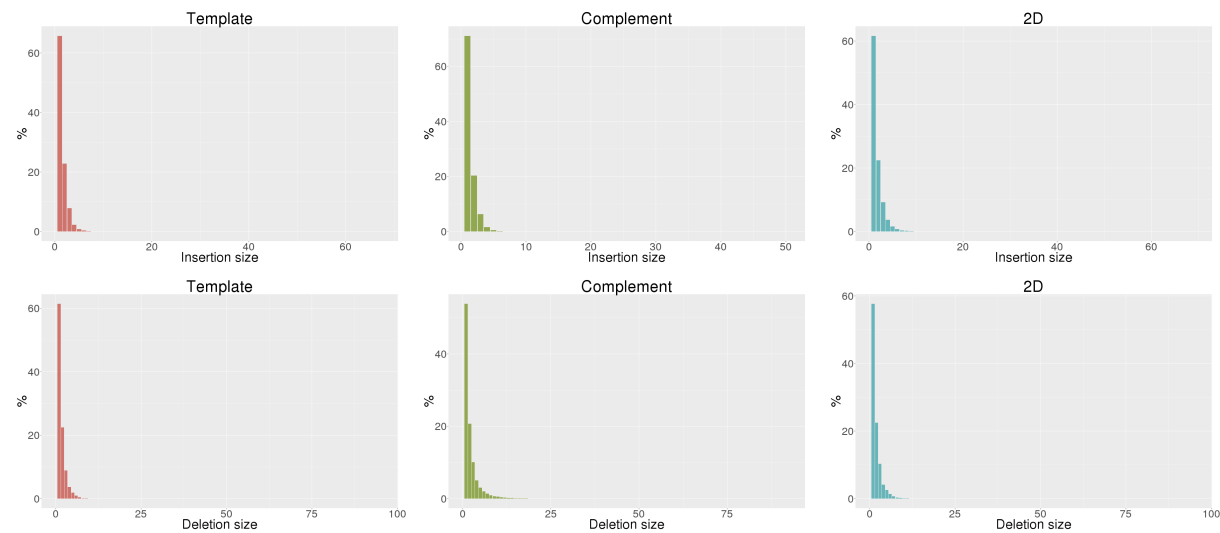 Template Complement 2D
% % %
60 60 60
40 40 40
20 20 20
0 0 0
0 20 40 60 0 10 20 30 40 50 0 20 40 60
Insertion size Insertion size Insertion size
Template Complement 2D
% % %
60 40 60
40 20 40
20 0 20
0 0
0 25 50 75 100 0 25 50 75 0 25 50 75 100
Deletion size Deletion size Deletion size